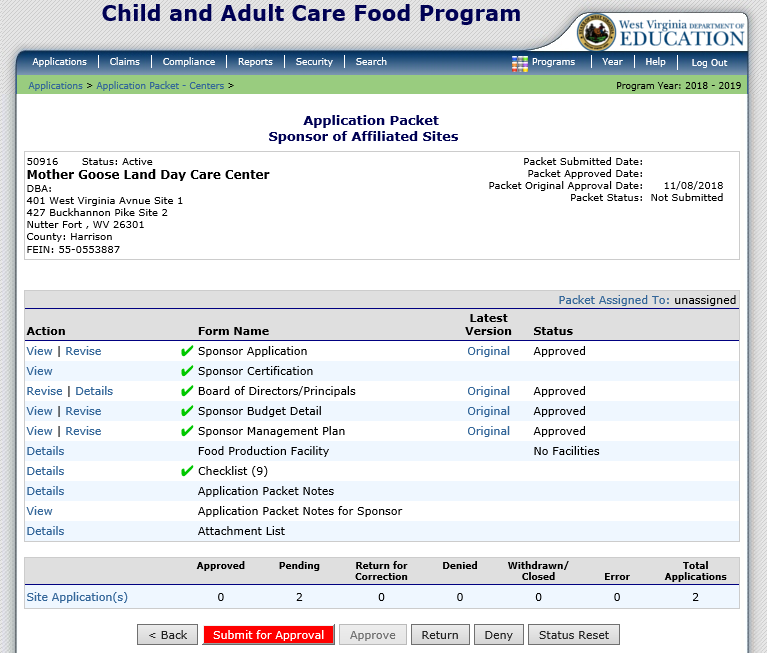 Child and Adult Care Food Program
West Virginia DEPARTMENT OF
EDUCATION
Applications | Claims | Compliance | Reports | Security | Search Programs | Year | Help | Log Out
Applications > Application Packet - Centers > Program Year: 2018 - 2019
Application Packet
Sponsor of Affiliated Sites
50916 Status: Active Packet Submitted Date:
Mother Goose Land Day Care Center Packet Approved Date:
DBA: Packet Original Approval Date: 11/08/2018
401 West Virginia Avnue Site 1 Packet Status: Not Submitted
427 Buckhannon Pike Site 2
Nutter Fort , WV 26301
County: Harrison
FEIN: 55-0553887
Packet Assigned To: unassigned
Action Form Name Latest Version Status
View | Revise Sponsor Application Original Approved
View Sponsor Certification
Revise | Details Board of Directors/Principals Original Approved
View | Revise Sponsor Budget Detail Original Approved
View | Revise Sponsor Management Plan Original Approved
Details Food Production Facility No Facilities
Details Checklist (9)
Details Application Packet Notes
View Application Packet Notes for Sponsor
Details Attachment List
Approved Pending Return for Correction Denied Withdrawn/ Closed Error Total Applications
Site Application(s) 0 2 0 0 0 0 2
< Back Submit for Approval Approve Return Deny Status Reset